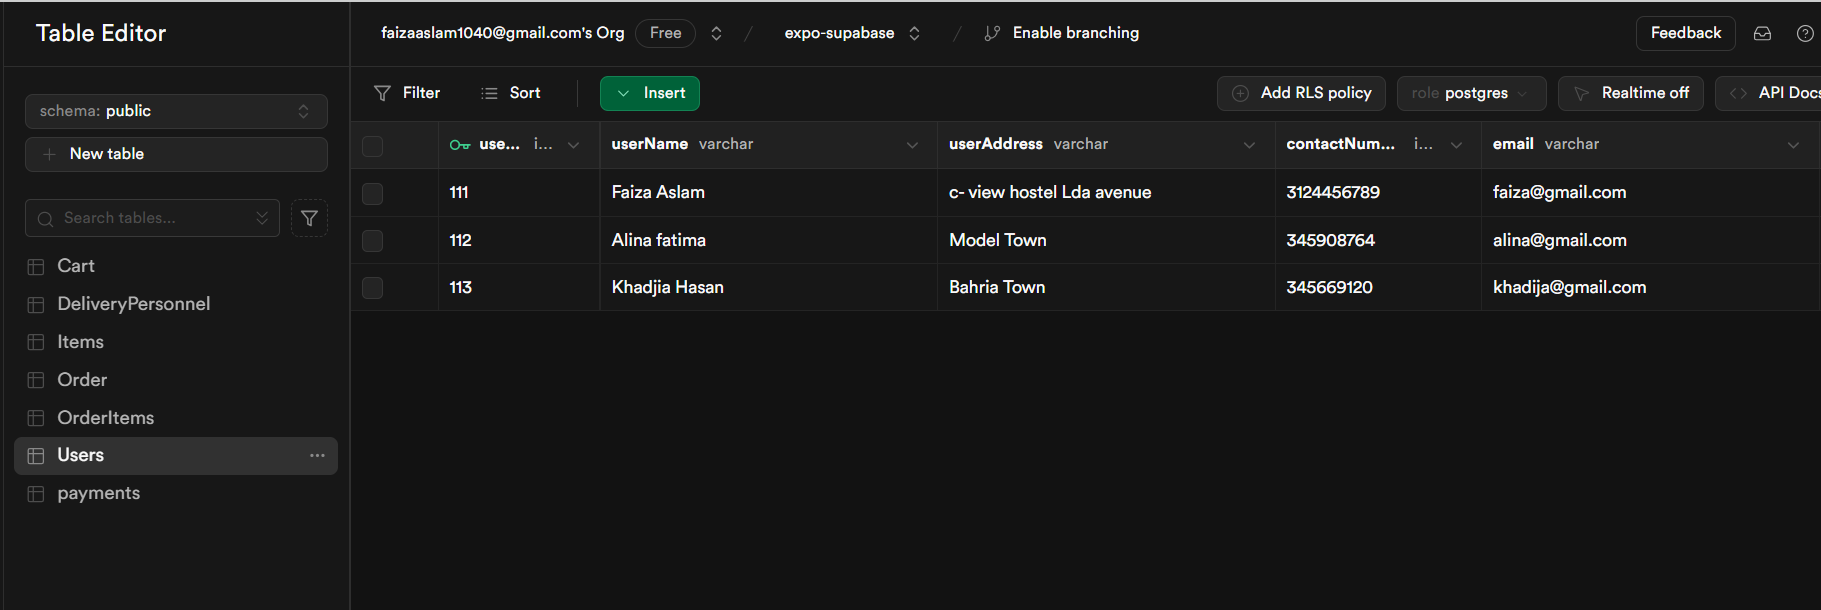 Table Editor
faizaaslam1040@gmail.com's Org Free / expo-supabase / Enable branching
Feedback
schema: public
New table
Search tables...
Cart
DeliveryPersonnel
Items
Order
OrderItems
Users
payments
Filter Sort Insert Add RLS policy role postgres Realtime off API Docs
use... i... userName varchar userAddress varchar contactNum... i... email varchar
111 Faiza Aslam c- view hostel Lda avenue 3124456789 faiza@gmail.com
112 Alina fatima Model Town 345908764 alina@gmail.com
113 Khadjia Hasan Bahria Town 345669120 khadija@gmail.com